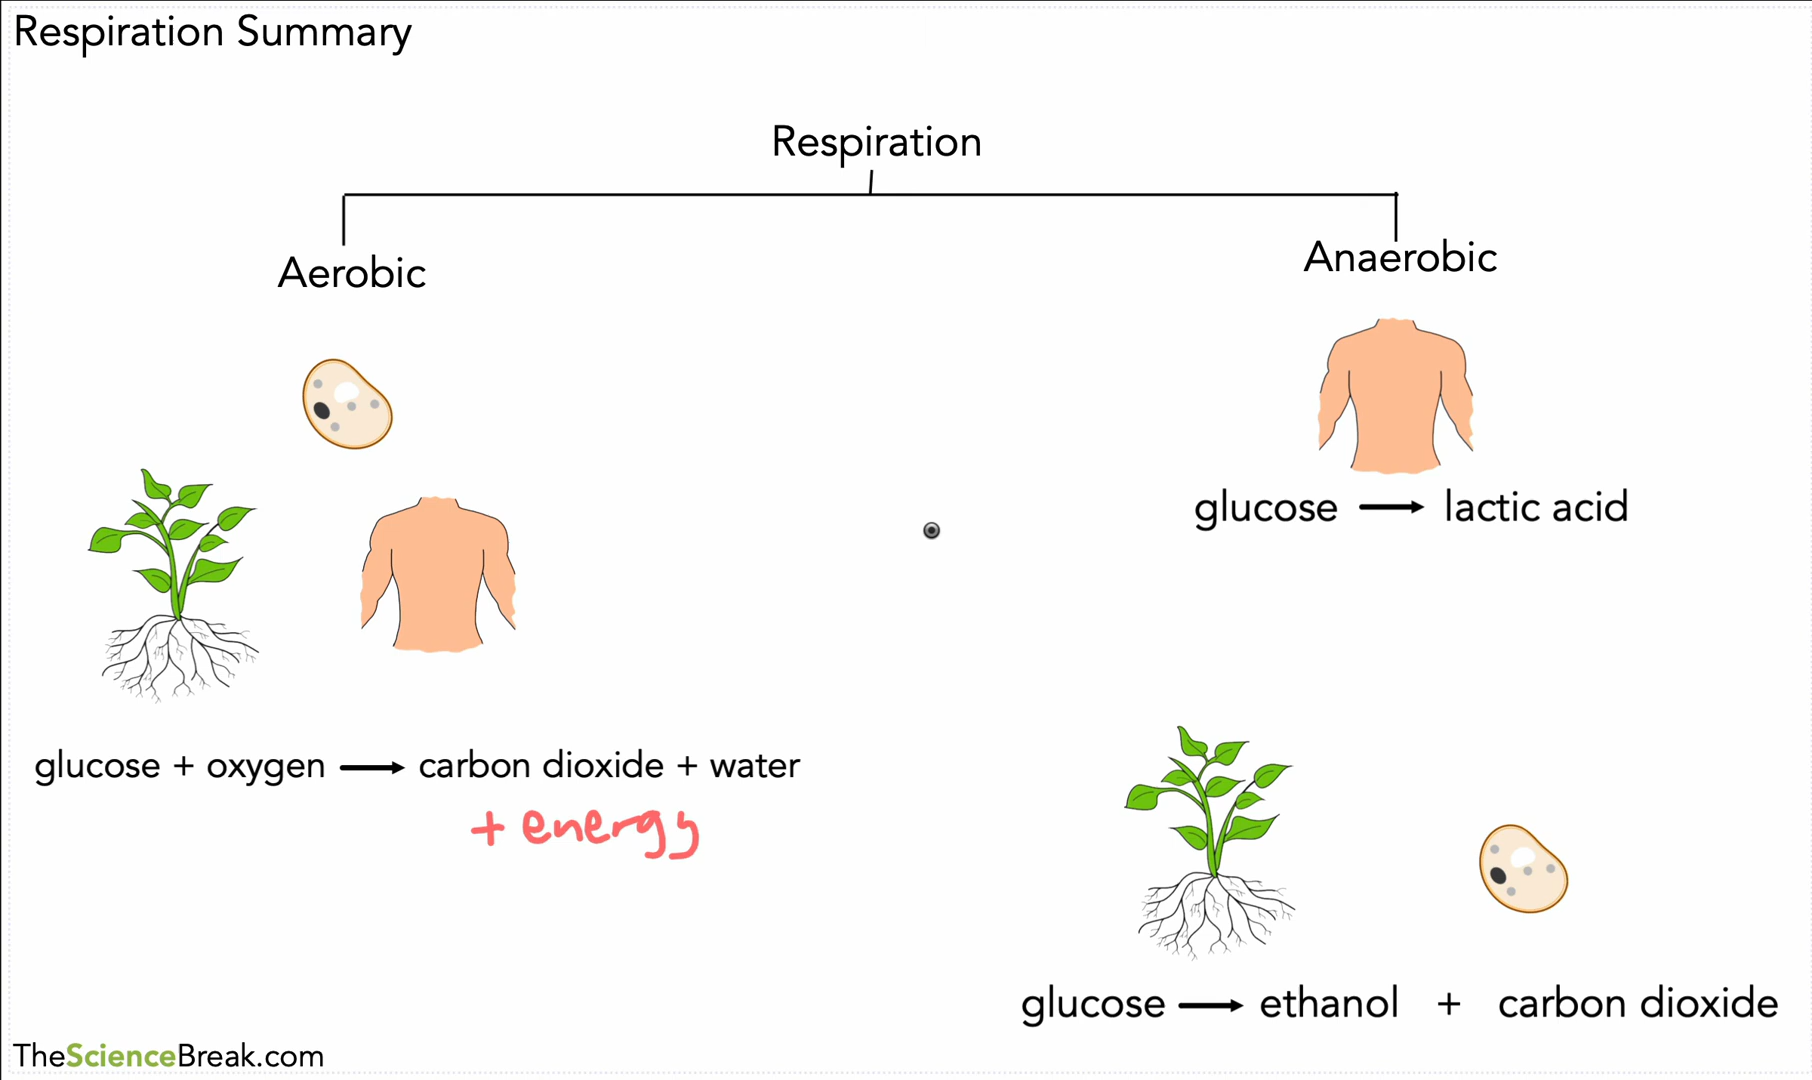 Respiration Summary
Respiration
Aerobic
Anaerobic
glucose → lactic acid
glucose + oxygen → carbon dioxide + water
+ energy
glucose → ethanol + carbon dioxide
TheScienceBreak.com